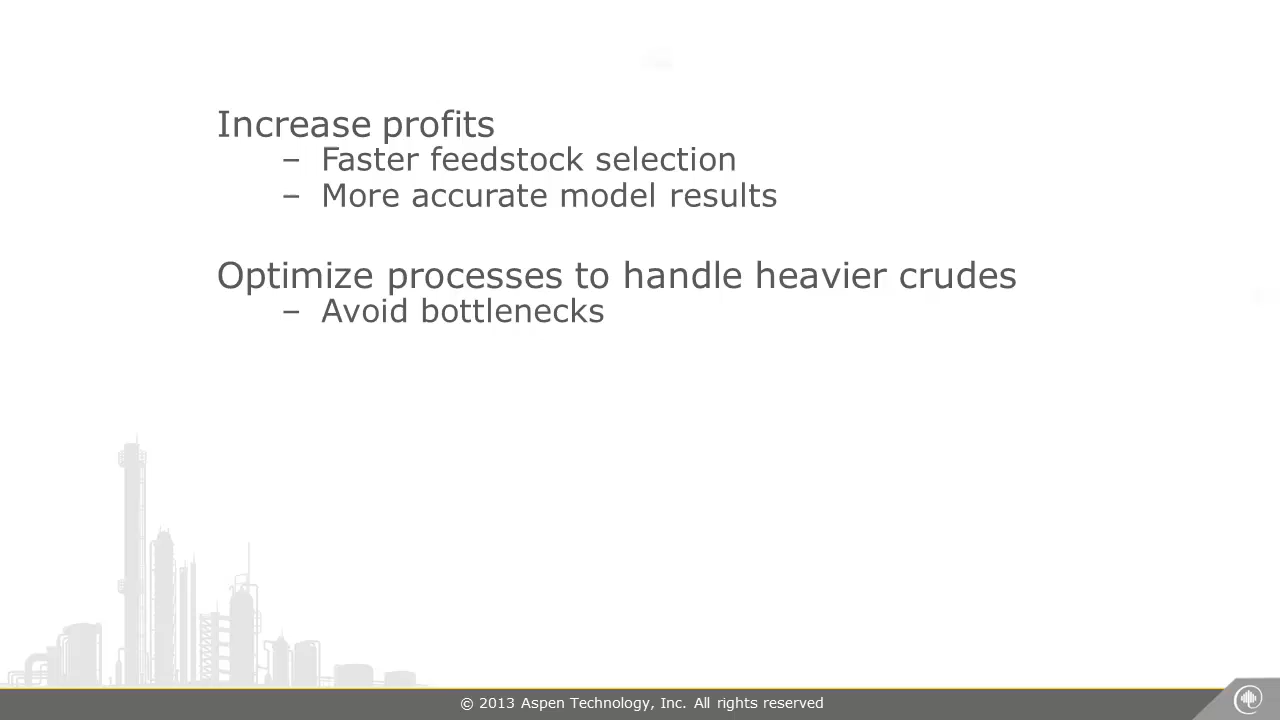 Increase profits
– Faster feedstock selection
– More accurate model results
Optimize processes to handle heavier crudes
– Avoid bottlenecks
© 2013 Aspen Technology, Inc. All rights reserved